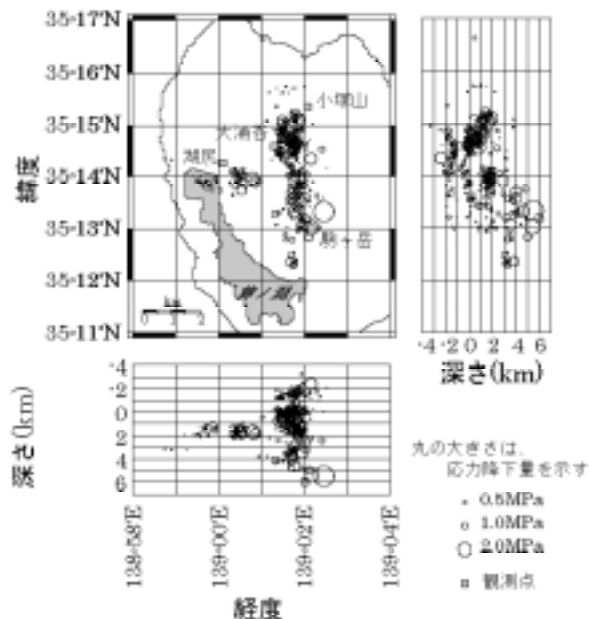 35°17'N
35°16'N
35°15'N
35°14'N
35°13'N
35°12'N
35°11'N
緯度
小塚山
大涌谷
湖尻
駒ヶ岳
芦ノ湖
km
-4 -2 0 2 4 6
深さ(km)
-4
-2
0
2
4
6
深さ(km)
138°58'E
139°00'E
139°02'E
139°04'E
経度
丸の大きさは、
応力降下量を示す
0.5MPa
1.0MPa
2.0MPa
観測点